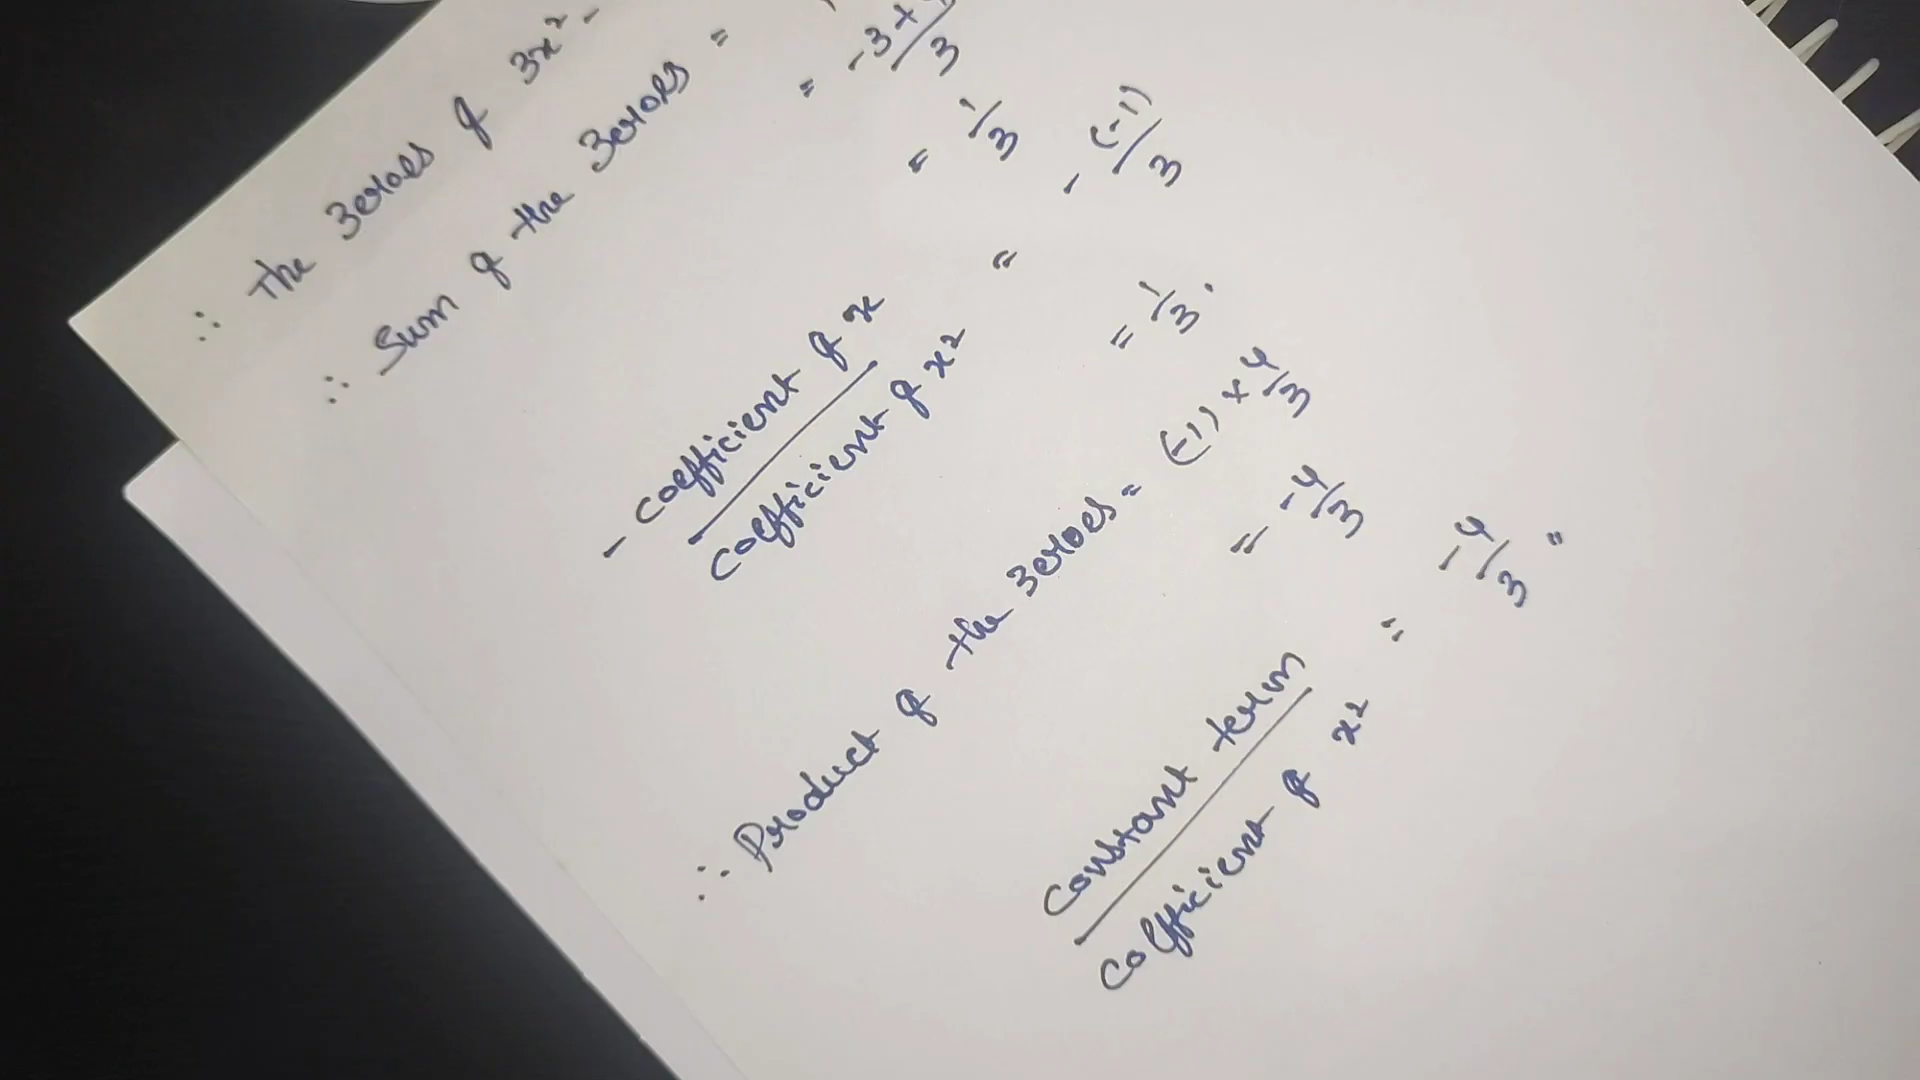 ∴ The zeroes of 3x² -
∴ Sum of the zeroes =
= -3+
/3
= 1/3
- coefficient of x / coefficient of x² = - (-1)/3
= 1/3.
∴ Product of the zeroes = (-1) × 4/3
= -4/3
constant term / coefficient of x² = -4/3 "